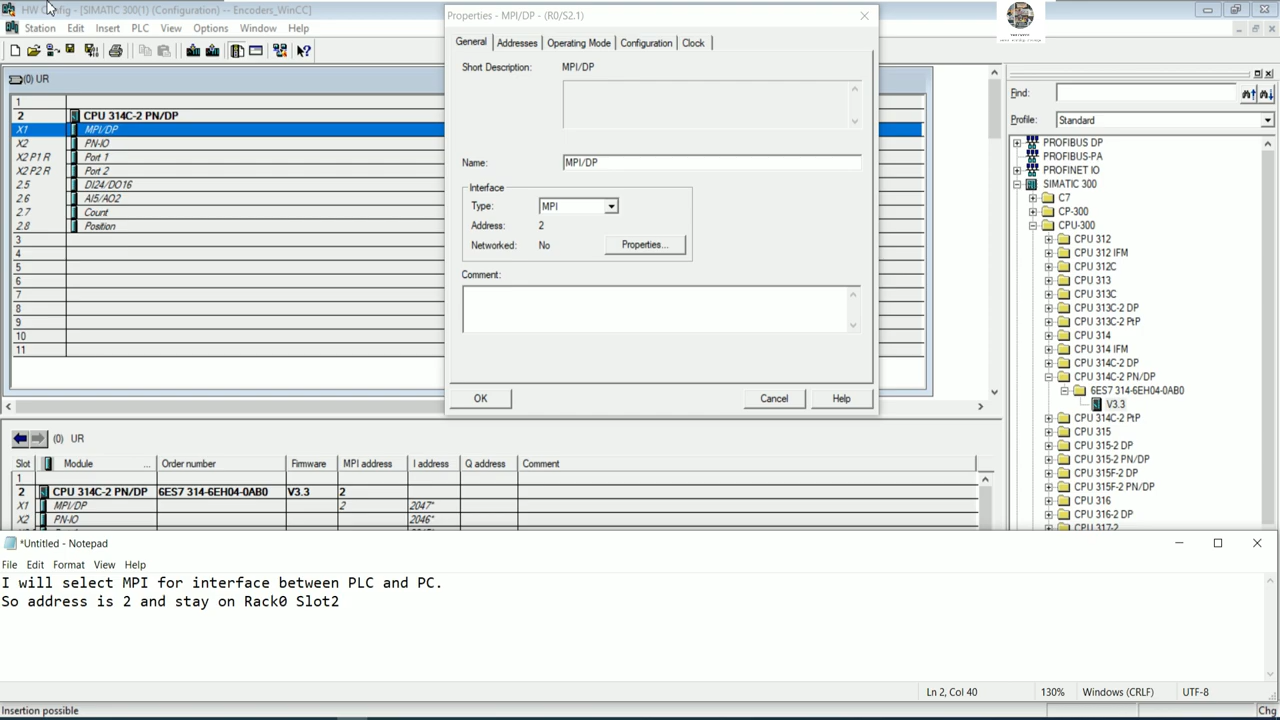 HW Config - [SIMATIC 300(1) (Configuration) -- Encoders_WinCC]
Station Edit Insert PLC View Options Window Help
(0) UR
1
2 CPU 314C-2 PN/DP
X1 MPI/DP
X2 PN-IO
X2 P1 R Port 1
X2 P2 R Port 2
2.5 DI24/DO16
2.6 AI5/AO2
2.7 Count
2.8 Position
3
4
5
6
7
8
9
10
11
Properties - MPI/DP - (R0/S2.1)
General Addresses Operating Mode Configuration Clock
Short Description: MPI/DP
Name: MPI/DP
Interface
Type: MPI
Address: 2
Networked: No Properties...
Comment:
OK Cancel Help
Find:
Profile: Standard
PROFIBUS DP
PROFIBUS-PA
PROFINET IO
SIMATIC 300
C7
CP-300
CPU-300
CPU 312
CPU 312 IFM
CPU 312C
CPU 313
CPU 313C
CPU 313C-2 DP
CPU 313C-2 PtP
CPU 314
CPU 314 IFM
CPU 314C-2 DP
CPU 314C-2 PN/DP
6ES7 314-6EH04-0AB0
V3.3
CPU 314C-2 PtP
CPU 315
CPU 315-2 DP
CPU 315-2 PN/DP
CPU 315F-2 DP
CPU 315F-2 PN/DP
CPU 316
CPU 316-2 DP
CPU 317-2
(0) UR
Slot Module ... Order number Firmware MPI address I address Q address Comment
1
2 CPU 314C-2 PN/DP 6ES7 314-6EH04-0AB0 V3.3 2
X1 MPI/DP 2 2047*
X2 PN-IO 2046*
*Untitled - Notepad
File Edit Format View Help
I will select MPI for interface between PLC and PC.
So address is 2 and stay on Rack0 Slot2
Ln 2, Col 40 130% Windows (CRLF) UTF-8
Insertion possible Chg